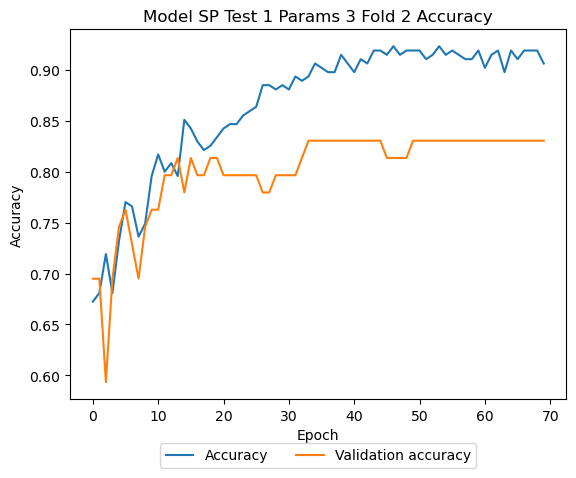 Model SP Test 1 Params 3 Fold 2 Accuracy
Accuracy
0.90
0.85
0.80
0.75
0.70
0.65
0.60
0 10 20 30 40 50 60 70
Epoch
Accuracy Validation accuracy